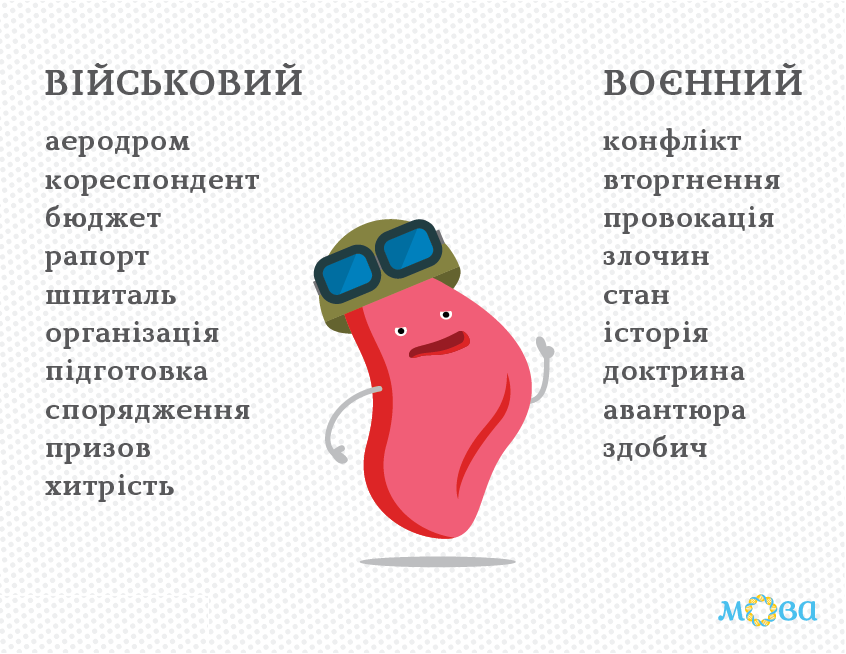 ВІЙСЬКОВИЙ
аеродром
кореспондент
бюджет
рапорт
шпиталь
організація
підготовка
спорядження
призов
хитрість
ВОЄННИЙ
конфлікт
вторгнення
провокація
злочин
стан
історія
доктрина
авантюра
здобич
мова